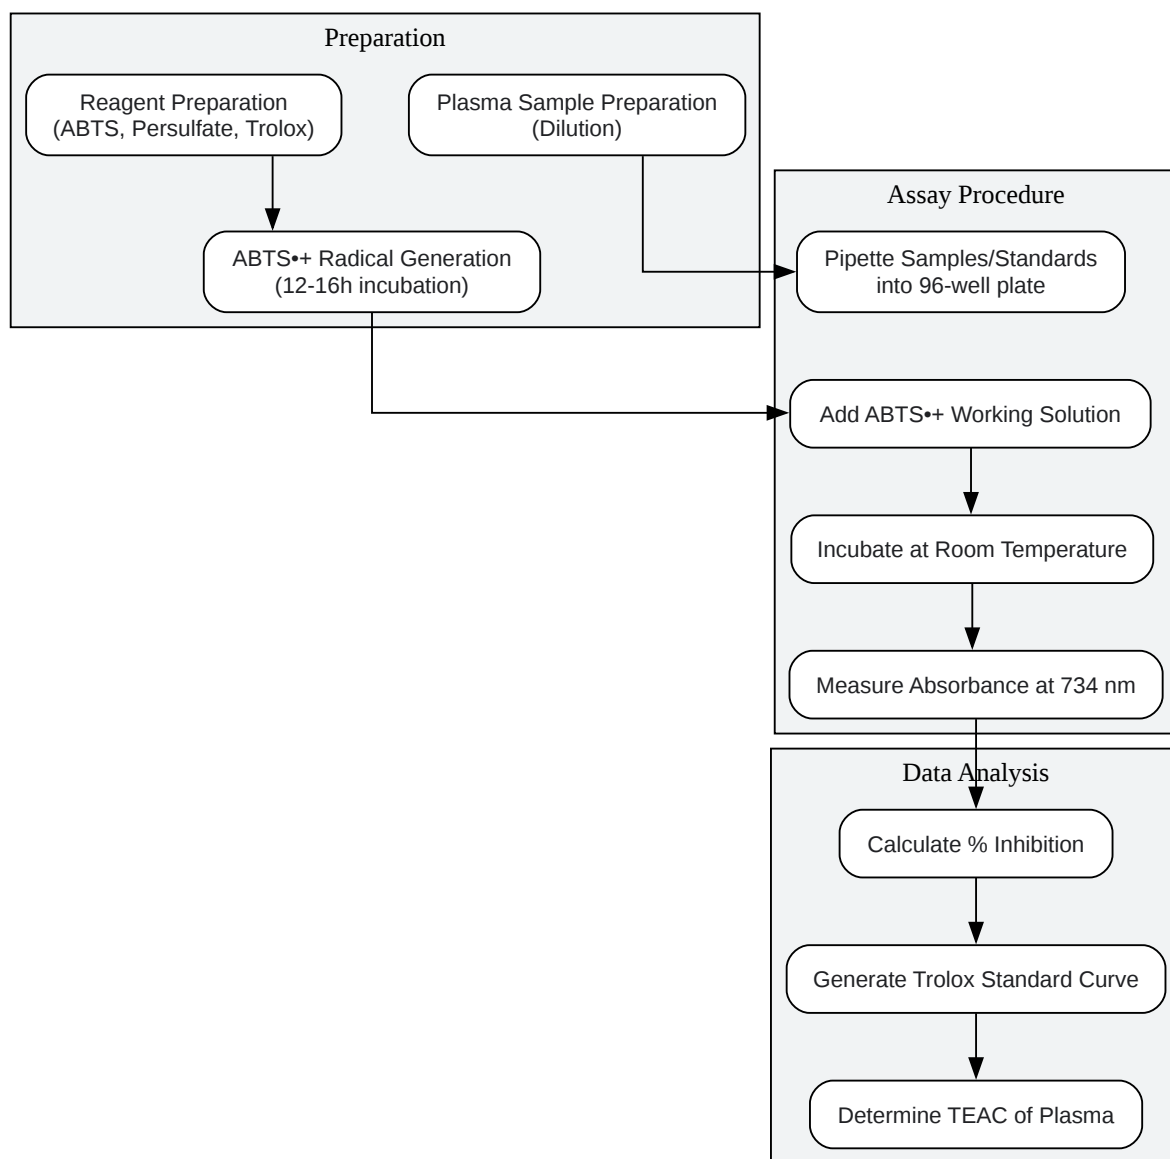 Preparation
Reagent Preparation
(ABTS, Persulfate, Trolox)
Plasma Sample Preparation
(Dilution)
ABTS•+ Radical Generation
(12-16h incubation)
Assay Procedure
Pipette Samples/Standards
into 96-well plate
Add ABTS•+ Working Solution
Incubate at Room Temperature
Measure Absorbance at 734 nm
Data Analysis
Calculate % Inhibition
Generate Trolox Standard Curve
Determine TEAC of Plasma